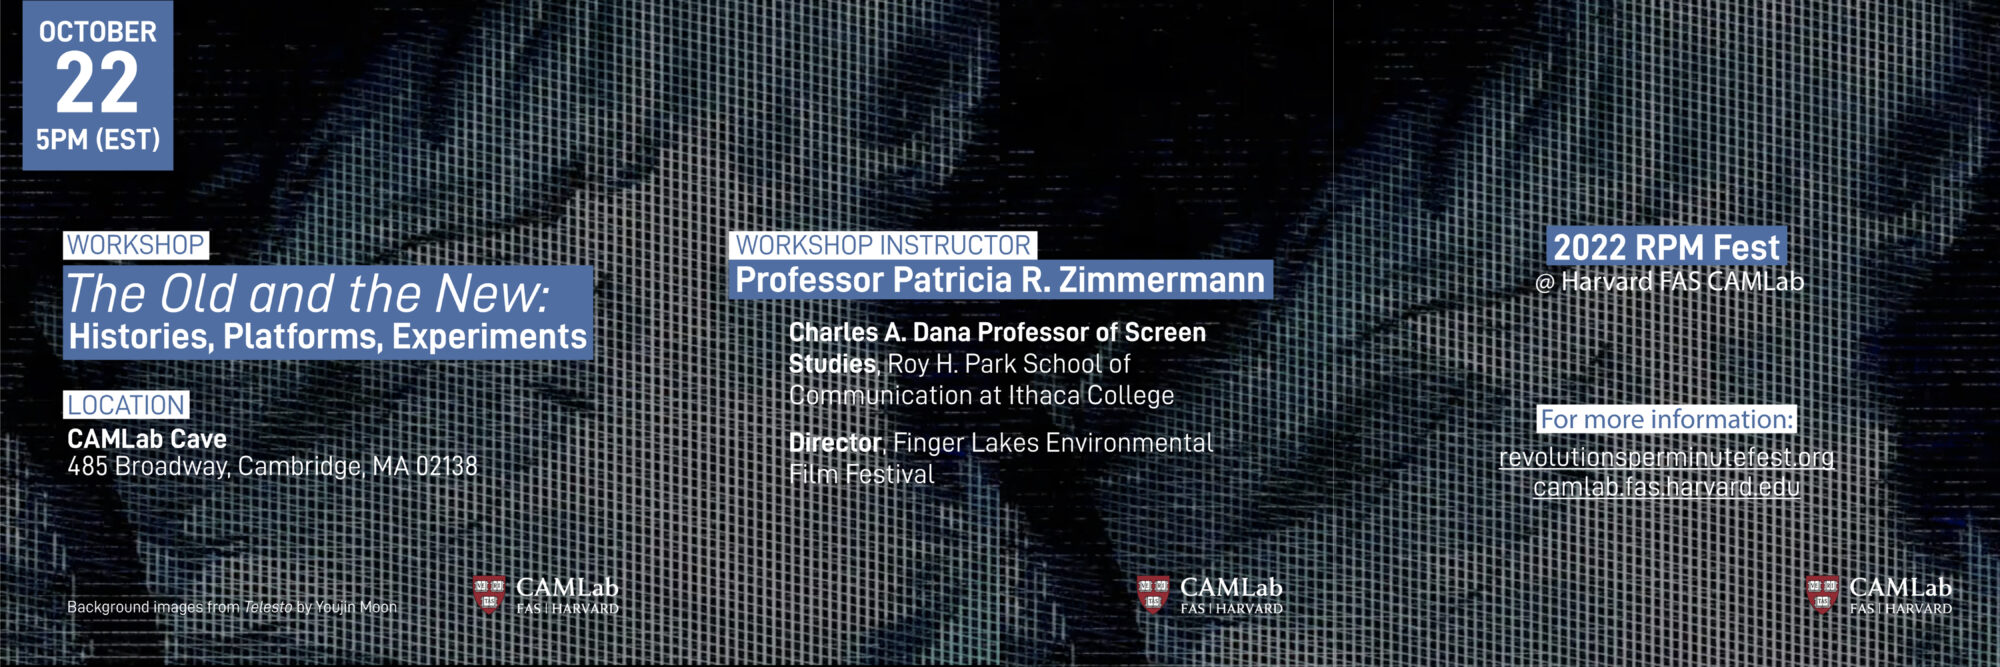 OCTOBER
22
5PM (EST)
WORKSHOP
The Old and the New:
Histories, Platforms, Experiments
LOCATION
CAMLab Cave
485 Broadway, Cambridge, MA 02138
Background images from Telesto by Youjin Moon
CAMLab
FAS | HARVARD
WORKSHOP INSTRUCTOR
Professor Patricia R. Zimmermann
Charles A. Dana Professor of Screen
Studies, Roy H. Park School of
Communication at Ithaca College
Director, Finger Lakes Environmental
Film Festival
CAMLab
FAS | HARVARD
2022 RPM Fest
@ Harvard FAS CAMLab
For more information:
revolutionsperminutefest.org
camlab.fas.harvard.edu
CAMLab
FAS | HARVARD